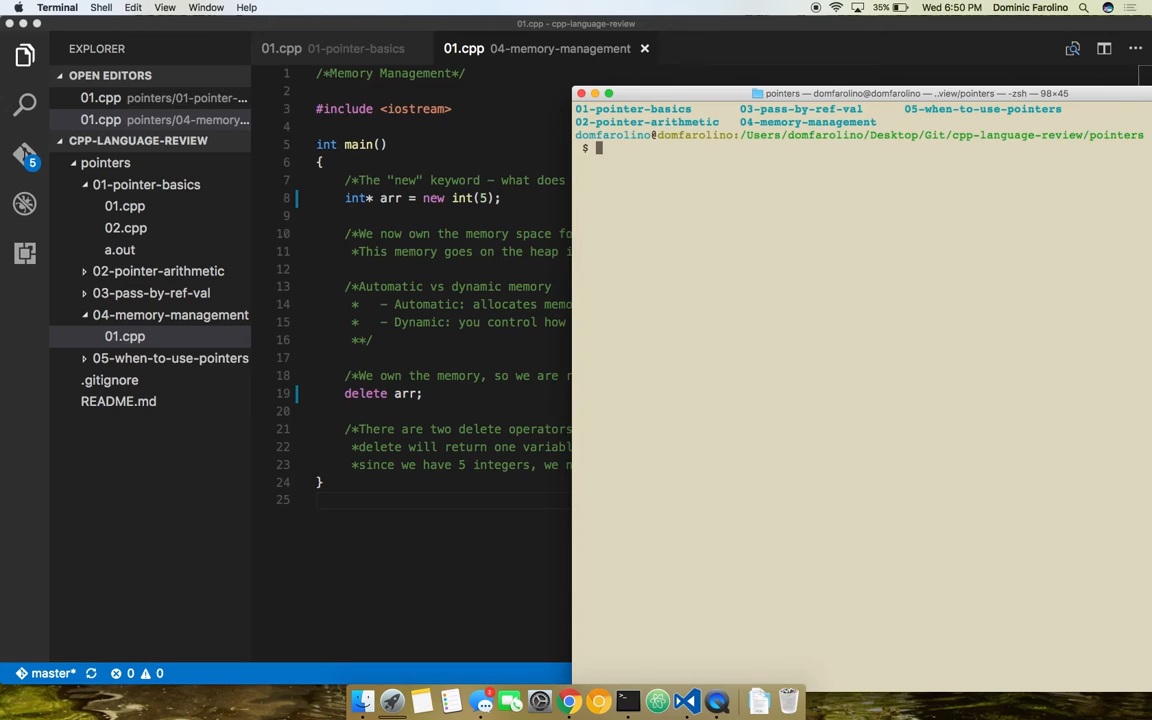 Terminal Shell Edit View Window Help 35% Wed 6:50 PM Dominic Farolino
01.cpp - cpp-language-review
EXPLORER
01.cpp 01-pointer-basics
01.cpp 04-memory-management
OPEN EDITORS
01.cpp pointers/01-pointer-...
01.cpp pointers/04-memory...
CPP-LANGUAGE-REVIEW
pointers
01-pointer-basics
01.cpp
02.cpp
a.out
02-pointer-arithmetic
03-pass-by-ref-val
04-memory-management
01.cpp
05-when-to-use-pointers
.gitignore
README.md
5
1 /*Memory Management*/
2
3 #include <iostream>
4
5 int main()
6 {
7 /*The "new" keyword - what does
8 int* arr = new int(5);
9
10 /*We now own the memory space fo
11 *This memory goes on the heap i
12
13 /*Automatic vs dynamic memory
14 * - Automatic: allocates memo
15 * - Dynamic: you control how
16 **/
17
18 /*We own the memory, so we are r
19 delete arr;
20
21 /*There are two delete operators
22 *delete will return one variabl
23 *since we have 5 integers, we n
24 }
25
pointers — domfarolino@domfarolino — ..view/pointers — -zsh — 98×45
01-pointer-basics 03-pass-by-ref-val 05-when-to-use-pointers
02-pointer-arithmetic 04-memory-management
domfarolino@domfarolino:/Users/domfarolino/Desktop/Git/cpp-language-review/pointers
$
master* 0 0
3